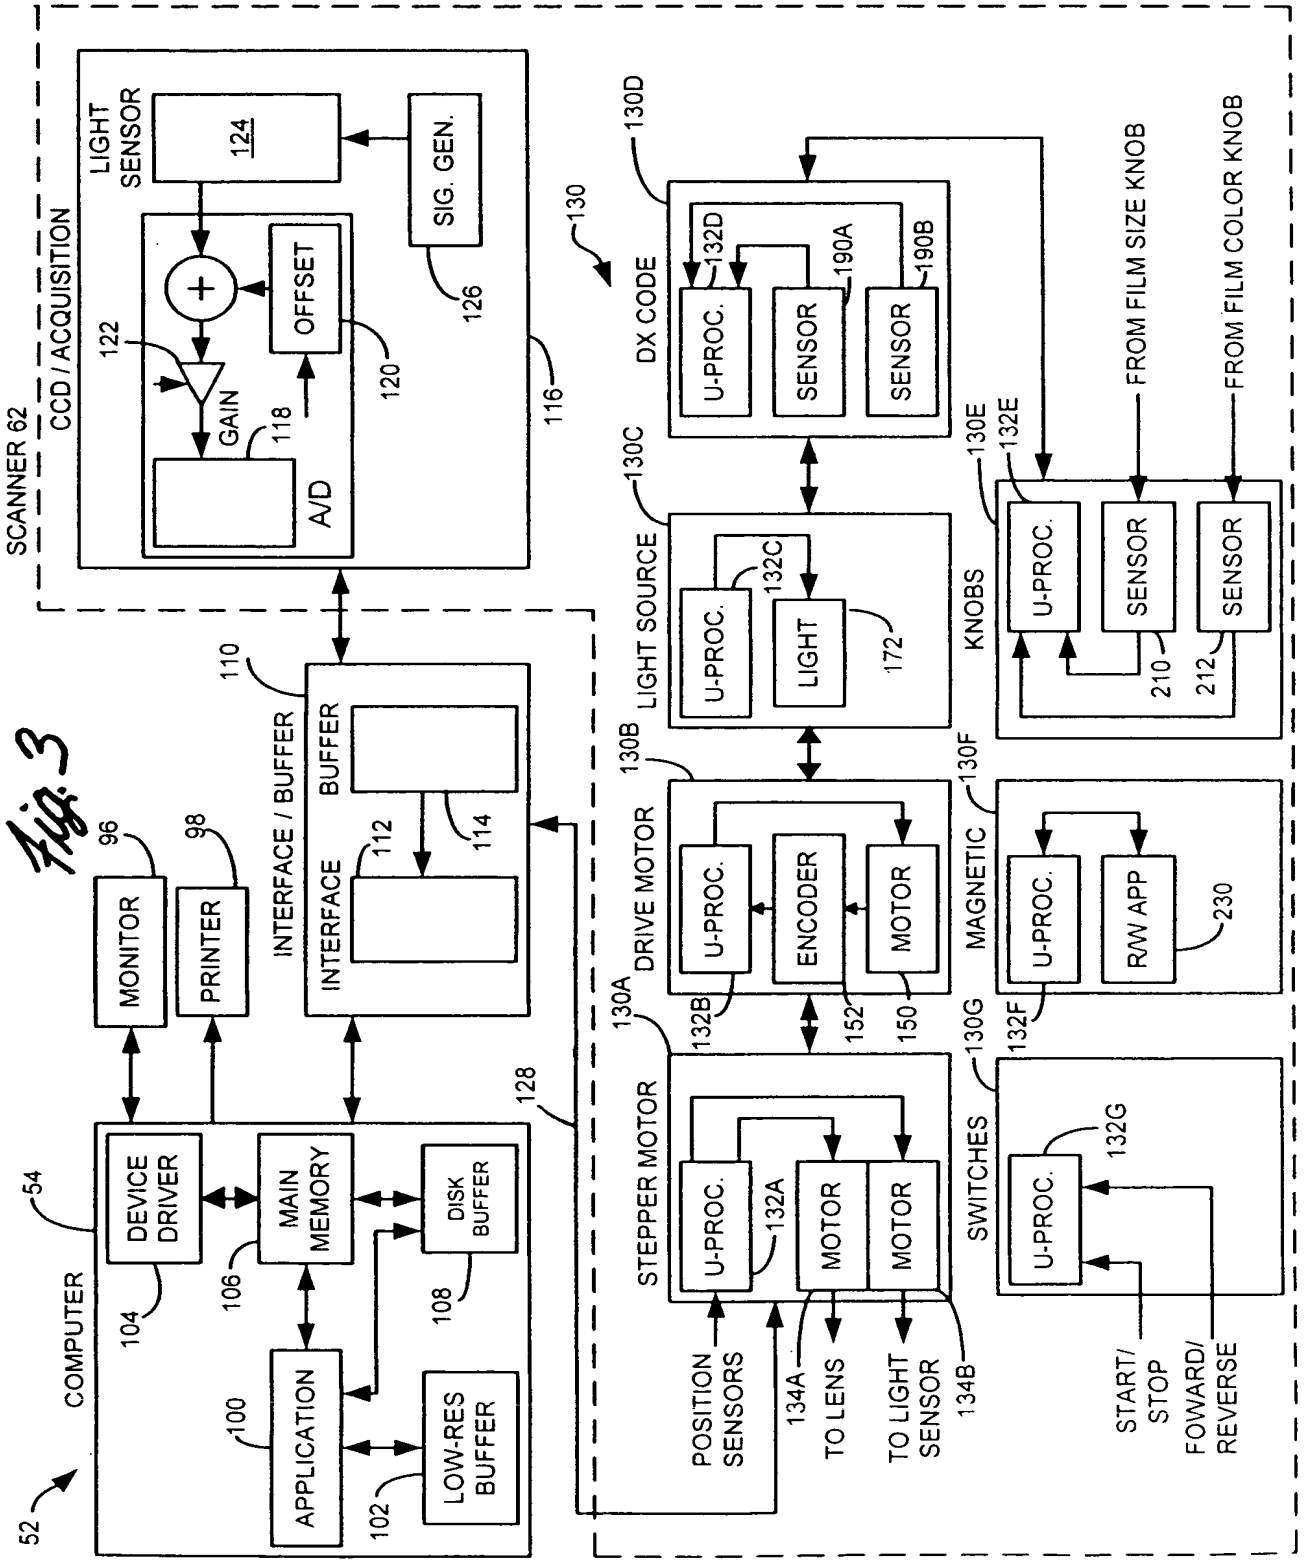 Fig. 3
52
COMPUTER
54
APPLICATION
100
LOW-RES
BUFFER
102
DEVICE
DRIVER
104
MAIN
MEMORY
106
DISK
BUFFER
108
MONITOR
96
PRINTER
98
INTERFACE / BUFFER
110
INTERFACE
112
BUFFER
114
128
SCANNER 62
CCD / ACQUISITION
116
A/D
118
GAIN
122
+
OFFSET
120
LIGHT
SENSOR
124
SIG. GEN.
126
130
STEPPER MOTOR
130A
U-PROC.
132A
MOTOR
MOTOR
134A
134B
POSITION
SENSORS
TO LENS
TO LIGHT
SENSOR
DRIVE MOTOR
130B
U-PROC.
132B
ENCODER
152
MOTOR
150
LIGHT SOURCE
130C
U-PROC.
132C
LIGHT
172
DX CODE
130D
U-PROC.
132D
SENSOR
190A
SENSOR
190B
SWITCHES
130G
U-PROC.
132G
START/
STOP
FOWARD/
REVERSE
MAGNETIC
130F
U-PROC.
132F
R/W APP
230
KNOBS
130E
U-PROC.
132E
SENSOR
210
SENSOR
212
FROM FILM SIZE KNOB
FROM FILM COLOR KNOB